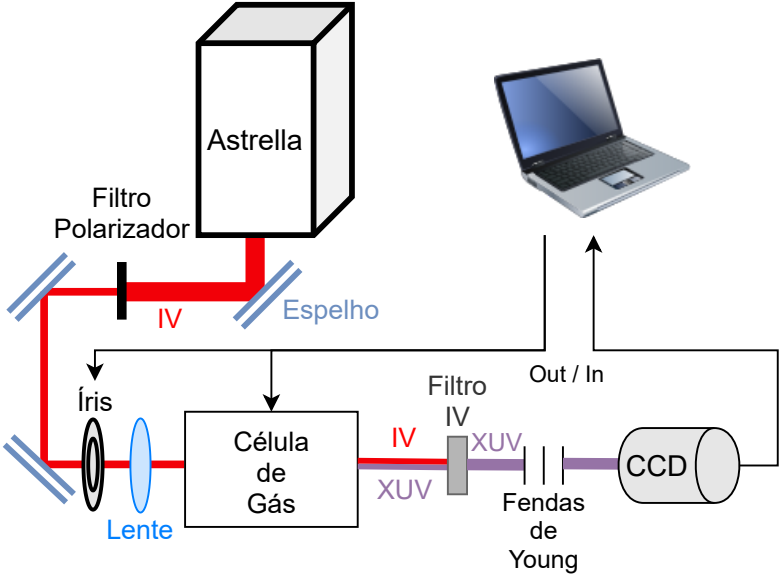 Astrella
Filtro
Polarizador
IV
Espelho
Out / In
Íris
Lente
Célula
de
Gás
IV
XUV
Filtro
IV
XUV
Fendas
de
Young
CCD